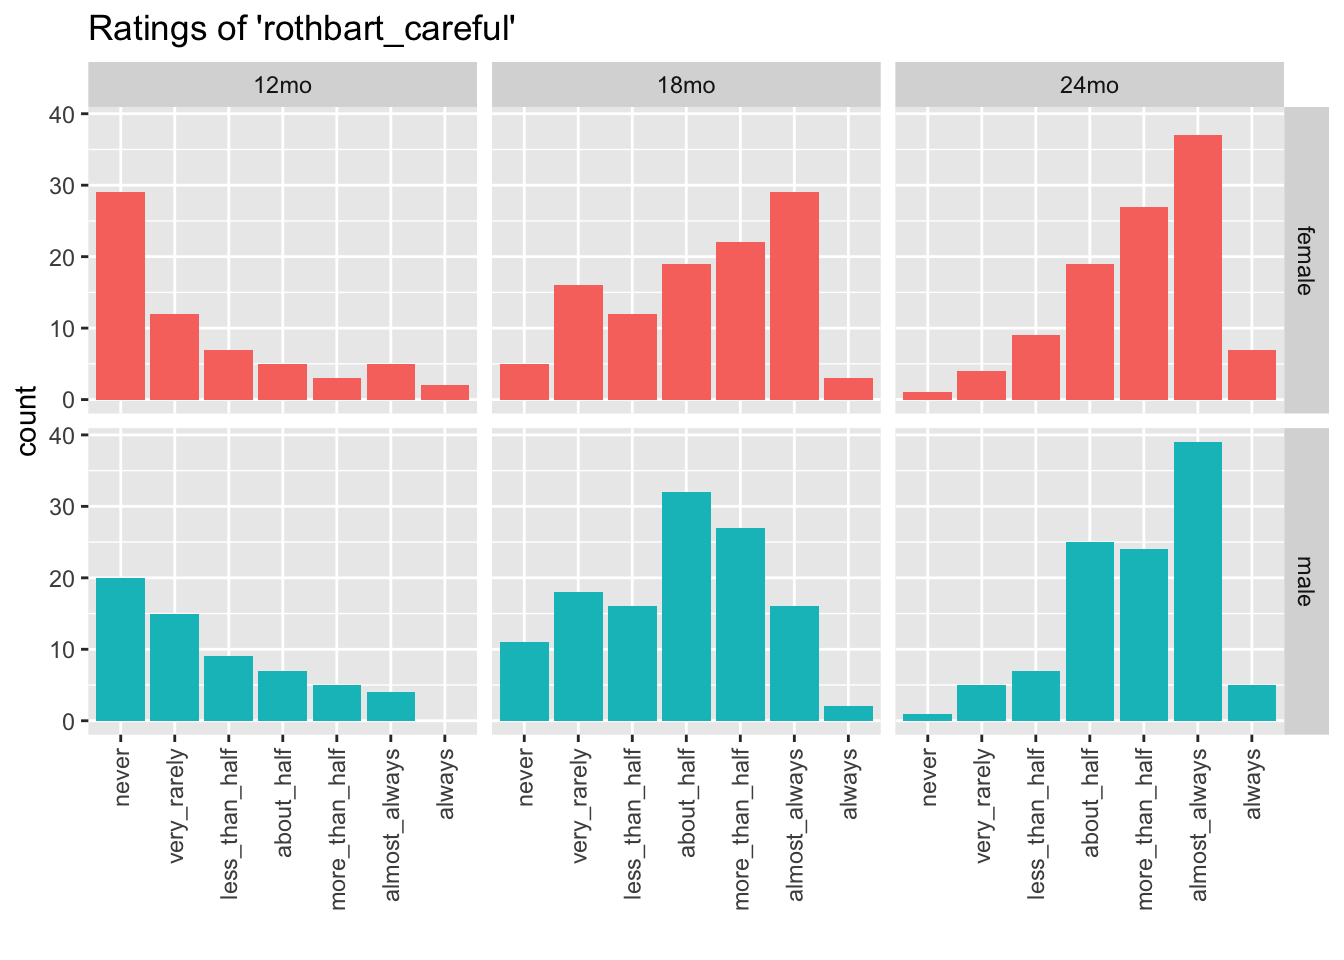 Ratings of 'rothbart_careful'
12mo 18mo 24mo
40
30
20
10
0
female
count
40
30
20
10
0
male
never very_rarely less_than_half about_half more_than_half almost_always always never very_rarely less_than_half about_half more_than_half almost_always always never very_rarely less_than_half about_half more_than_half almost_always always